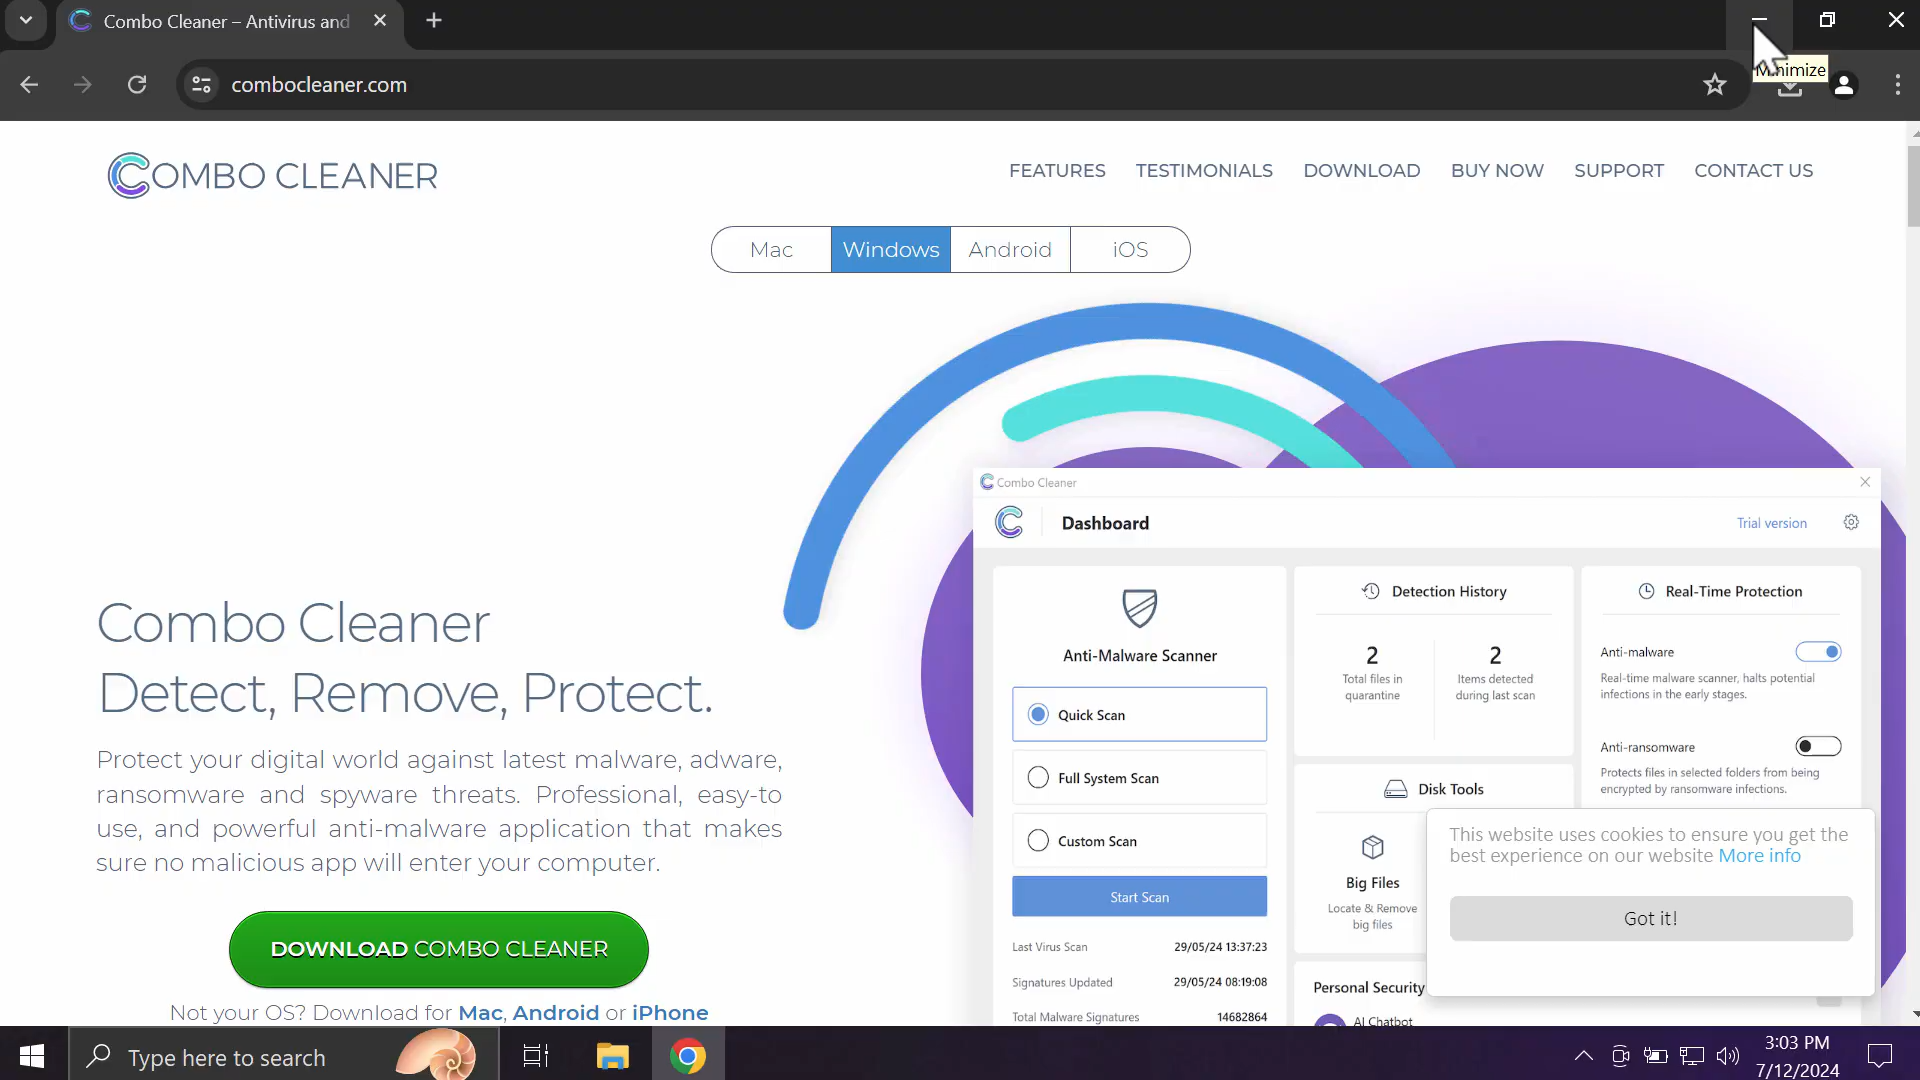 Combo Cleaner – Antivirus and
combocleaner.com
Minimize
COMBO CLEANER
FEATURES TESTIMONIALS DOWNLOAD BUY NOW SUPPORT CONTACT US
Mac Windows Android iOS
Combo Cleaner
Detect, Remove, Protect.
Protect your digital world against latest malware, adware,
ransomware and spyware threats. Professional, easy-to
use, and powerful anti-malware application that makes
sure no malicious app will enter your computer.
DOWNLOAD COMBO CLEANER
Not your OS? Download for Mac, Android or iPhone
Combo Cleaner
Dashboard
Trial version
Anti-Malware Scanner
Quick Scan
Full System Scan
Custom Scan
Start Scan
Last Virus Scan 29/05/24 13:37:23
Signatures Updated 29/05/24 08:19:08
Total Malware Signatures 14682864
Detection History
2 2
Total files in
quarantine
Items detected
during last scan
Disk Tools
Big Files
Locate & Remove
big files
Personal Security
AI Chatbot
Real-Time Protection
Anti-malware
Real-time malware scanner, halts potential
infections in the early stages.
Anti-ransomware
Protects files in selected folders from being
encrypted by ransomware infections.
This website uses cookies to ensure you get the
best experience on our website More info
Got it!
Type here to search
3:03 PM
7/12/2024